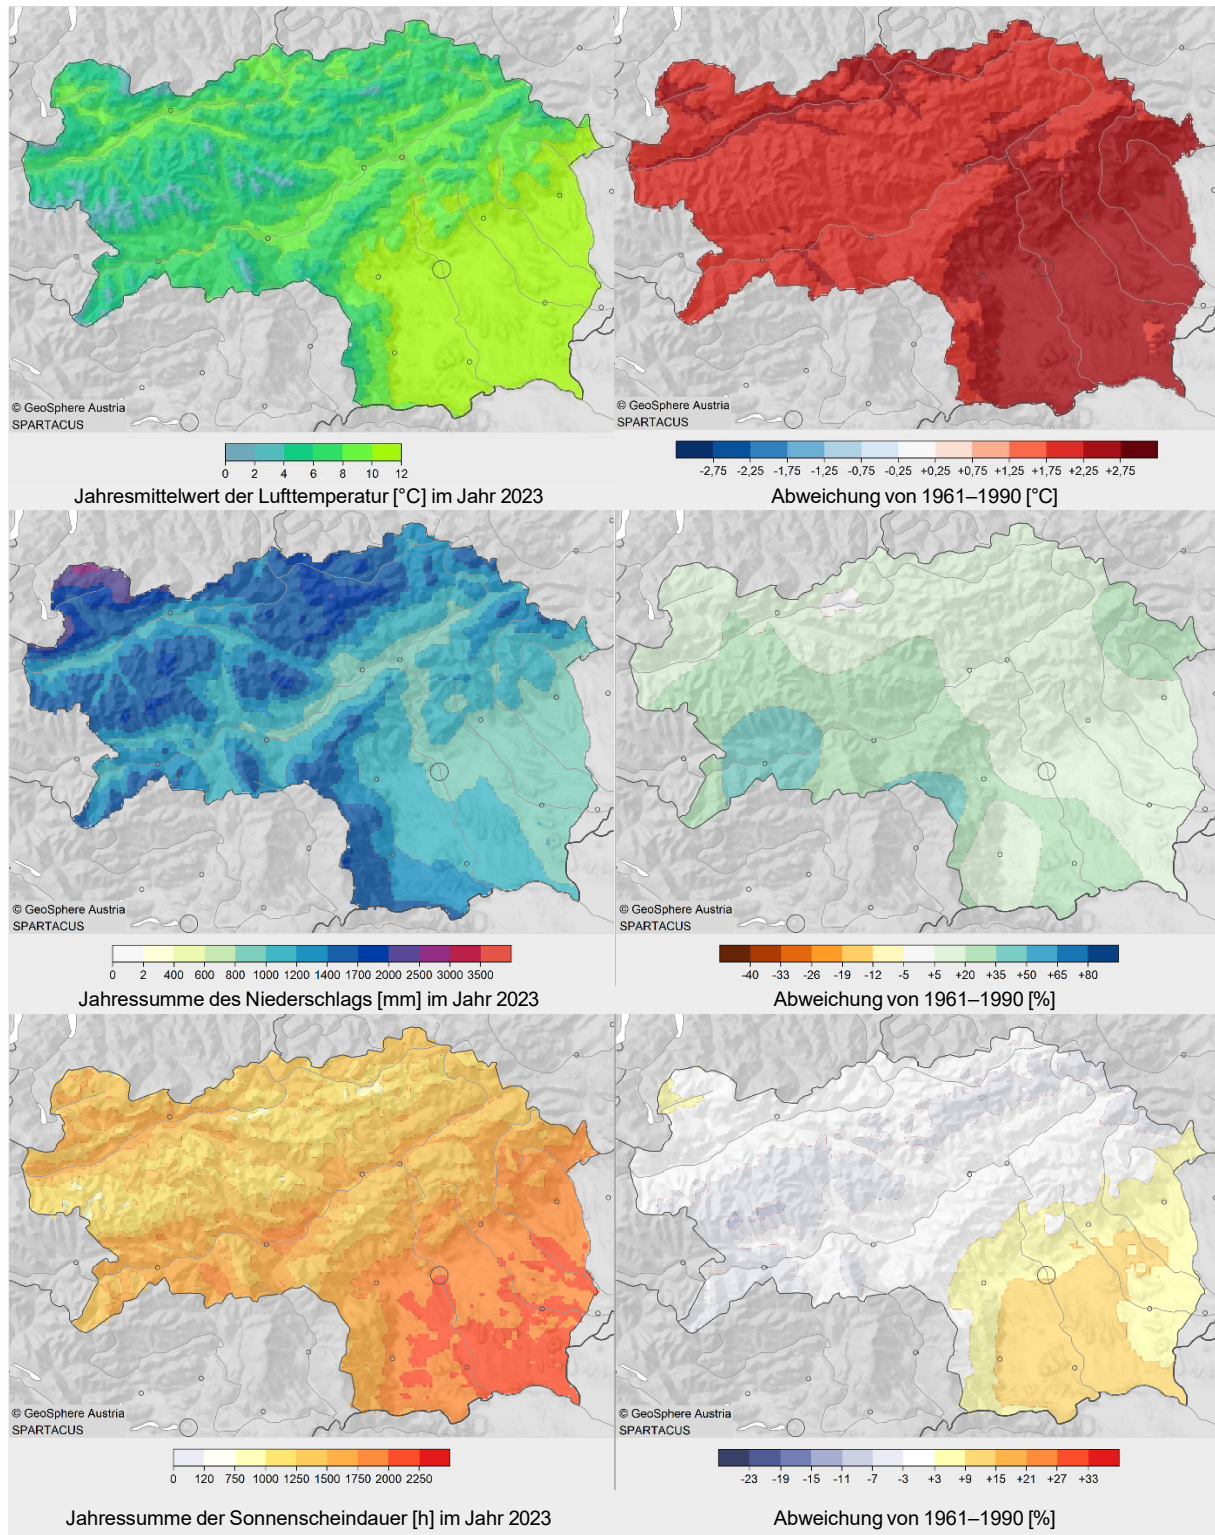 © GeoSphere Austria
SPARTACUS
0 2 4 6 8 10 12
Jahresmittelwert der Lufttemperatur [°C] im Jahr 2023
© GeoSphere Austria
SPARTACUS
-2,75 -2,25 -1,75 -1,25 -0,75 -0,25 +0,25 +0,75 +1,25 +1,75 +2,25 +2,75
Abweichung von 1961–1990 [°C]
© GeoSphere Austria
SPARTACUS
0 2 400 600 800 1000 1200 1400 1700 2000 2500 3000 3500
Jahressumme des Niederschlags [mm] im Jahr 2023
© GeoSphere Austria
SPARTACUS
-40 -33 -26 -19 -12 -5 +5 +20 +35 +50 +65 +80
Abweichung von 1961–1990 [%]
© GeoSphere Austria
SPARTACUS
0 120 750 1000 1250 1500 1750 2000 2250
Jahressumme der Sonnenscheindauer [h] im Jahr 2023
© GeoSphere Austria
SPARTACUS
-23 -19 -15 -11 -7 -3 +3 +9 +15 +21 +27 +33
Abweichung von 1961–1990 [%]